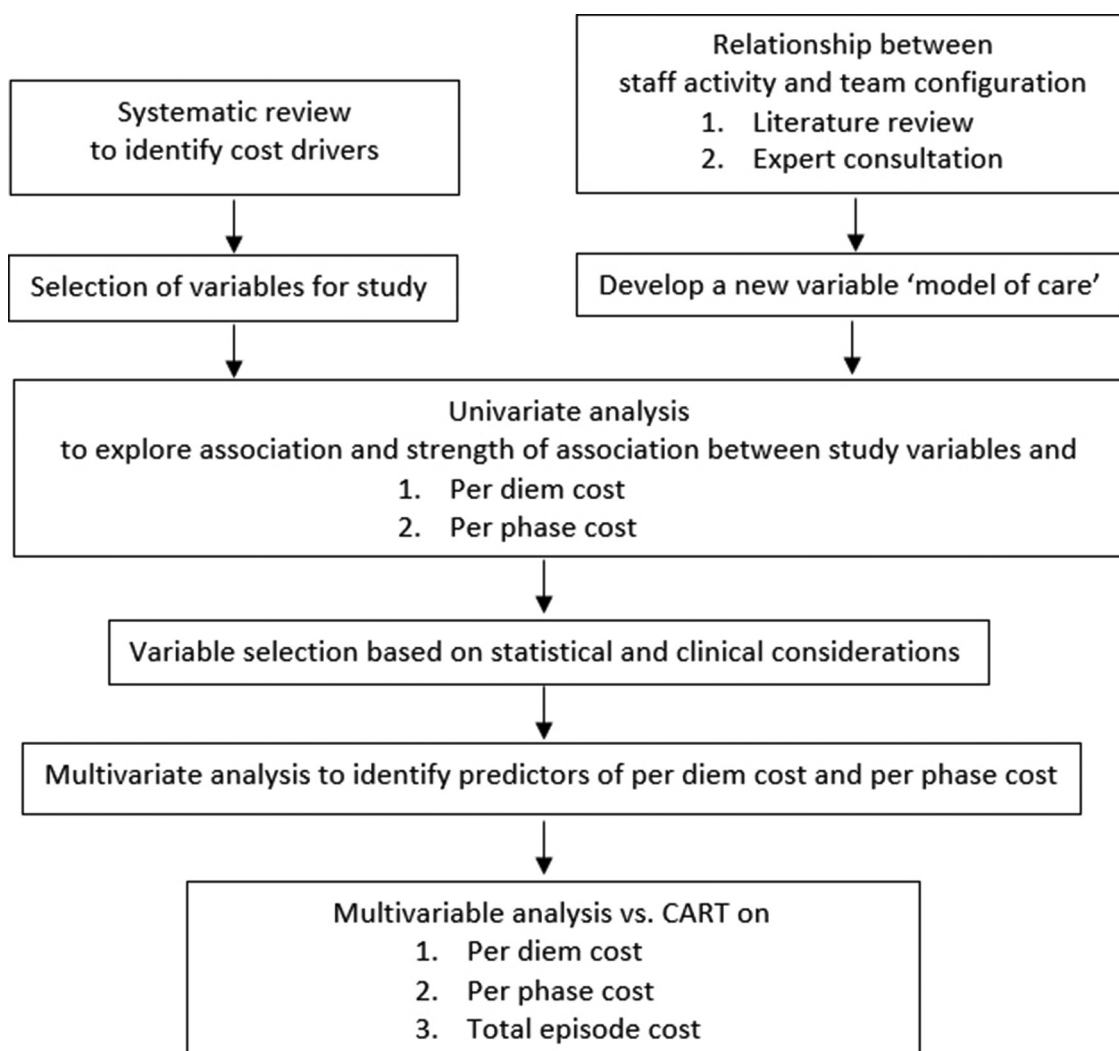 Systematic review
to identify cost drivers
Relationship between
staff activity and team configuration
1. Literature review
2. Expert consultation
Selection of variables for study
Develop a new variable ‘model of care’
Univariate analysis
to explore association and strength of association between study variables and
1. Per diem cost
2. Per phase cost
Variable selection based on statistical and clinical considerations
Multivariate analysis to identify predictors of per diem cost and per phase cost
Multivariable analysis vs. CART on
1. Per diem cost
2. Per phase cost
3. Total episode cost